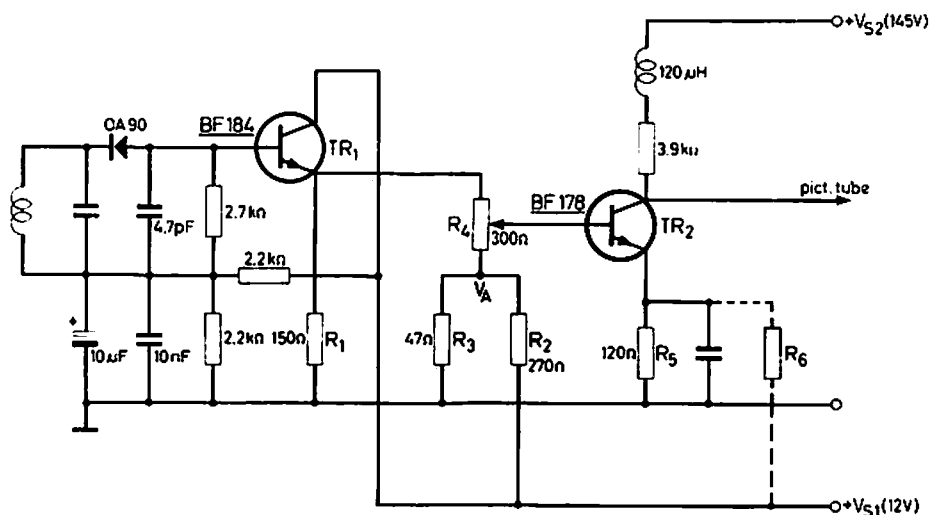 +VS2 (145V)
120µH
OA90
BF184
TR1
3.9kΩ
pict. tube
BF178
4.7pF
2.7kΩ
R4
300Ω
TR2
2.2kΩ
VA
+
10µF
10nF
2.2kΩ
150Ω
R1
47Ω
R3
R2
270Ω
120Ω
R5
R6
+VS1 (12V)